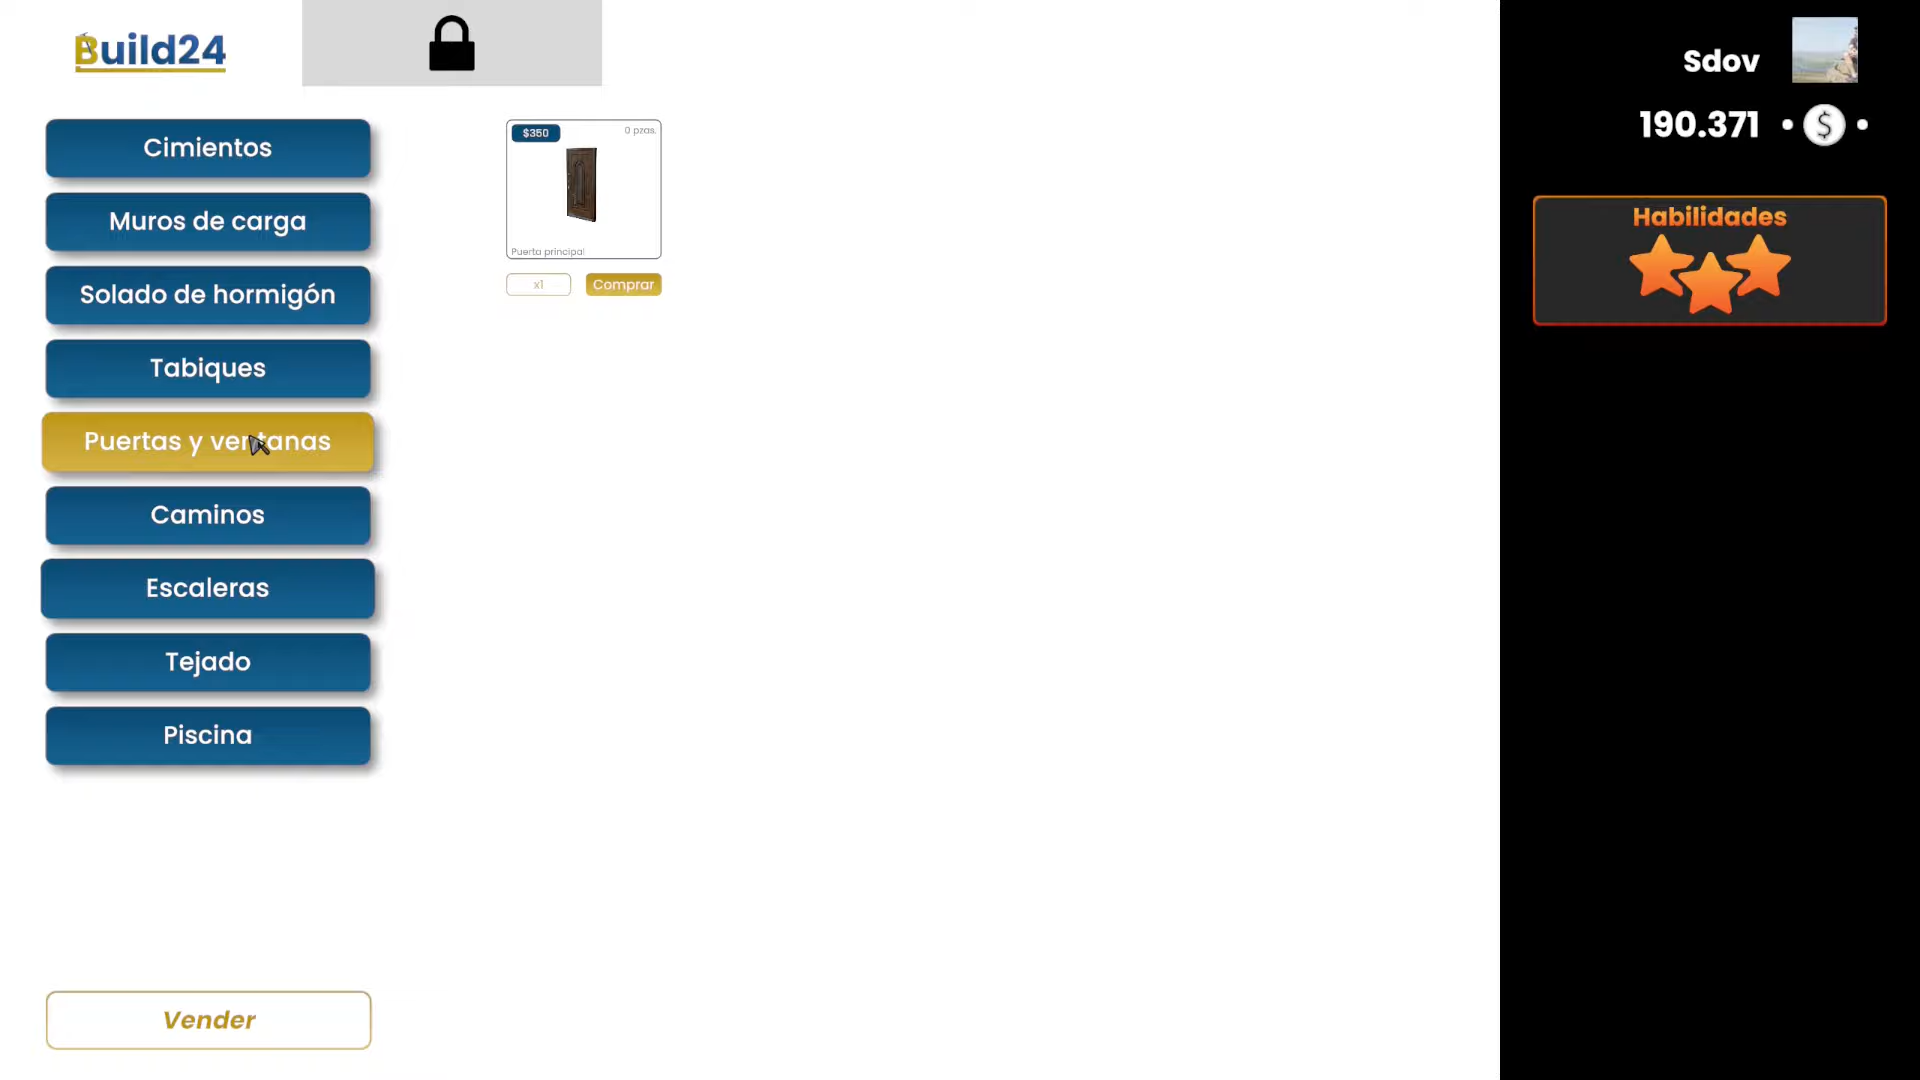 Build24
Cimientos
Muros de carga
Solado de hormigón
Tabiques
Puertas y ventanas
Caminos
Escaleras
Tejado
Piscina
Vender
$350
0 pzas.
Puerta principal
x1
Comprar
Sdov
190.371
$
Habilidades